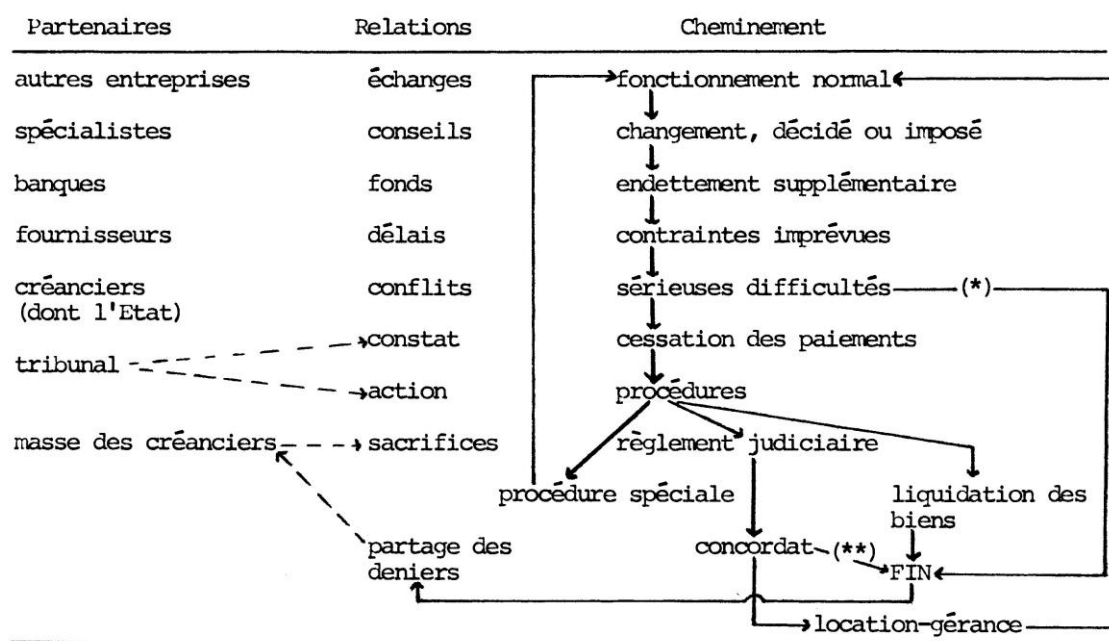 Partenaires Relations Cheminement
autres entreprises échanges fonctionnement normal
spécialistes conseils changement, décidé ou imposé
banques fonds endettement supplémentaire
fournisseurs délais contraintes imprévues
créanciers conflits sérieuses difficultés (*)
(dont l'Etat)
constat cessation des paiements
tribunal
action procédures
masse des créanciers sacrifices règlement judiciaire
procédure spéciale liquidation des
biens
partage des concordat (**)
deniers FIN
location-gérance